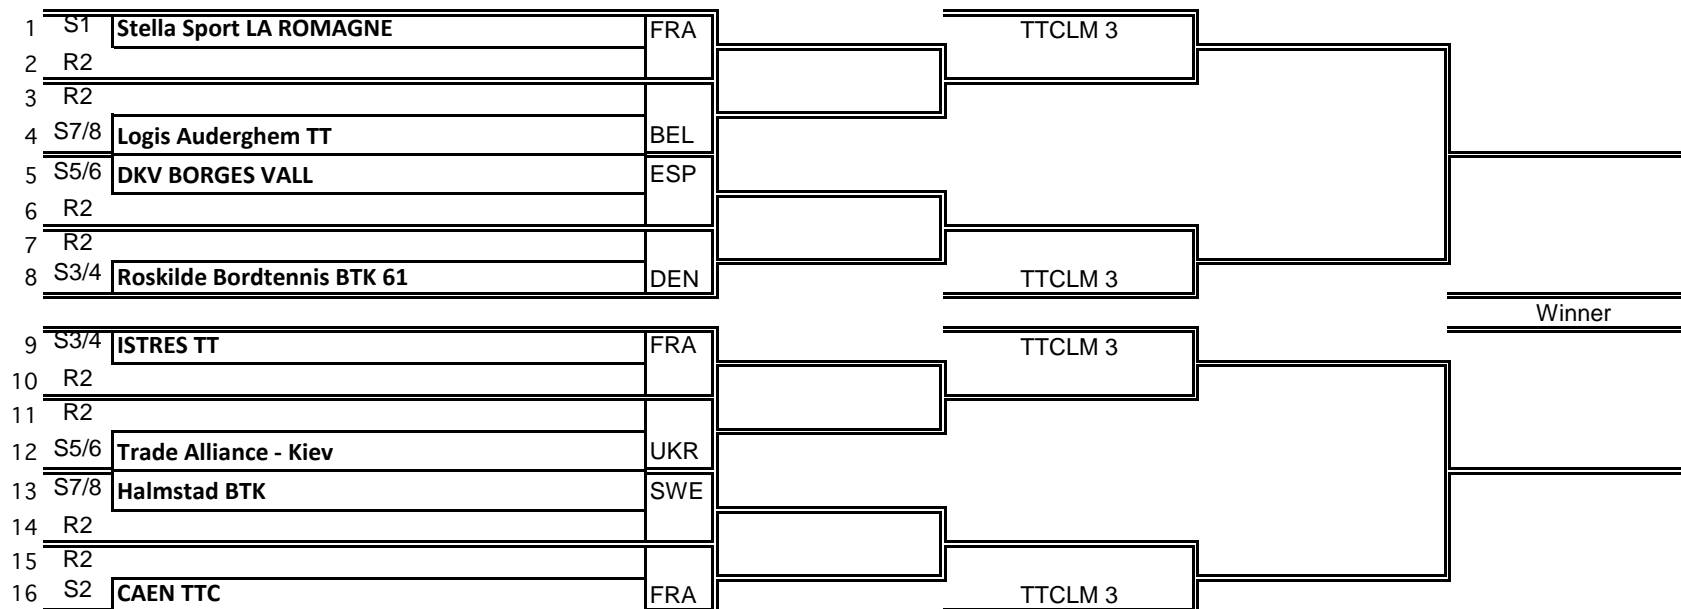 1 S1 Stella Sport LA ROMAGNE FRA TTCLM 3
2 R2
3 R2
4 S7/8 Logis Auderghem TT BEL
5 S5/6 DKV BORGES VALL ESP
6 R2
7 R2
8 S3/4 Roskilde Bordtennis BTK 61 DEN TTCLM 3
Winner
9 S3/4 ISTRES TT FRA TTCLM 3
10 R2
11 R2
12 S5/6 Trade Alliance - Kiev UKR
13 S7/8 Halmstad BTK SWE
14 R2
15 R2
16 S2 CAEN TTC FRA TTCLM 3